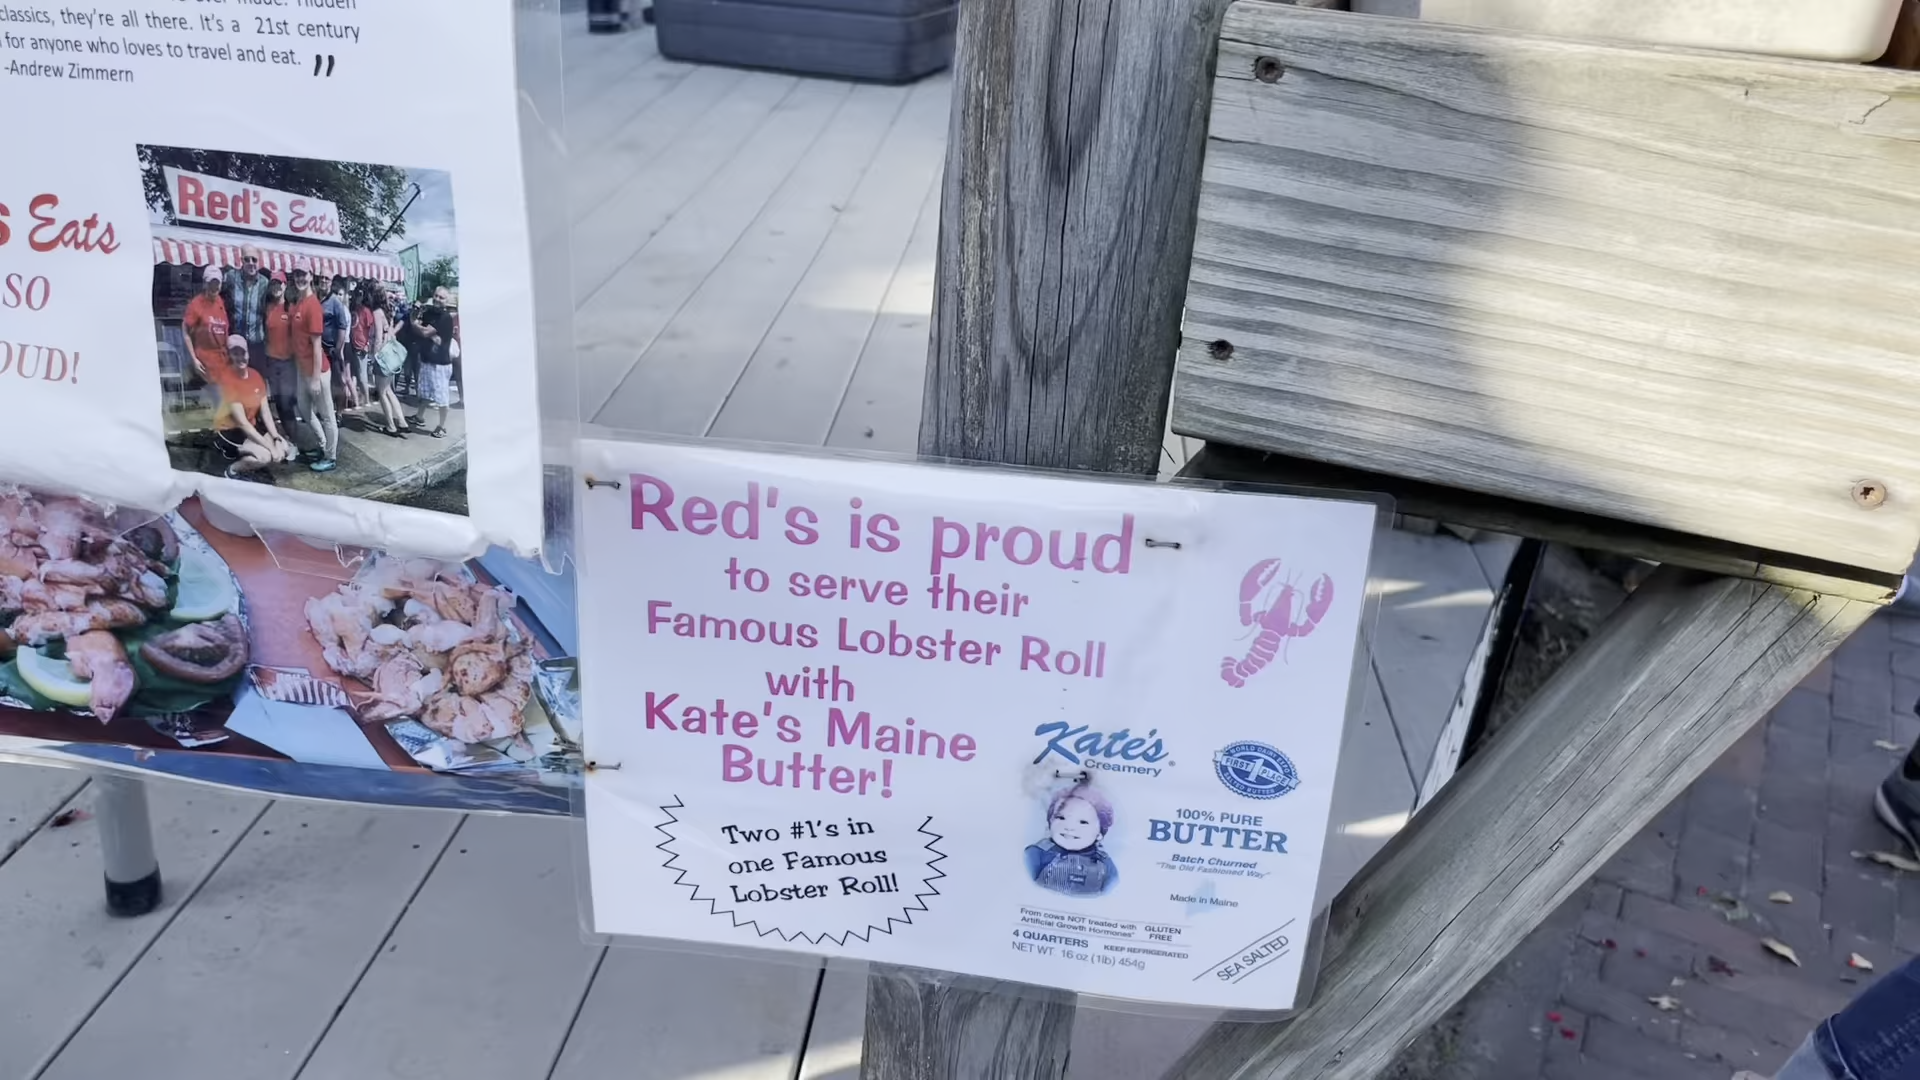 classics, they're all there. It's a 21st century
for anyone who loves to travel and eat. ”
-Andrew Zimmern
Red's Eats
Eats
SO
Red's is proud
to serve their
Famous Lobster Roll
with
Kate's Maine
Butter!
Two #1's in
one Famous
Lobster Roll!
Kate's®
Creamery
FIRST 1 PLACE
SALTED BUTTER
100% PURE
BUTTER
Batch Churned
"The Old Fashioned Way"
Made in Maine
From cows NOT treated with
Artificial Growth Hormones*
GLUTEN
FREE
4 QUARTERS
KEEP REFRIGERATED
NET WT. 16 oz (1lb) 454g
SEA SALTED